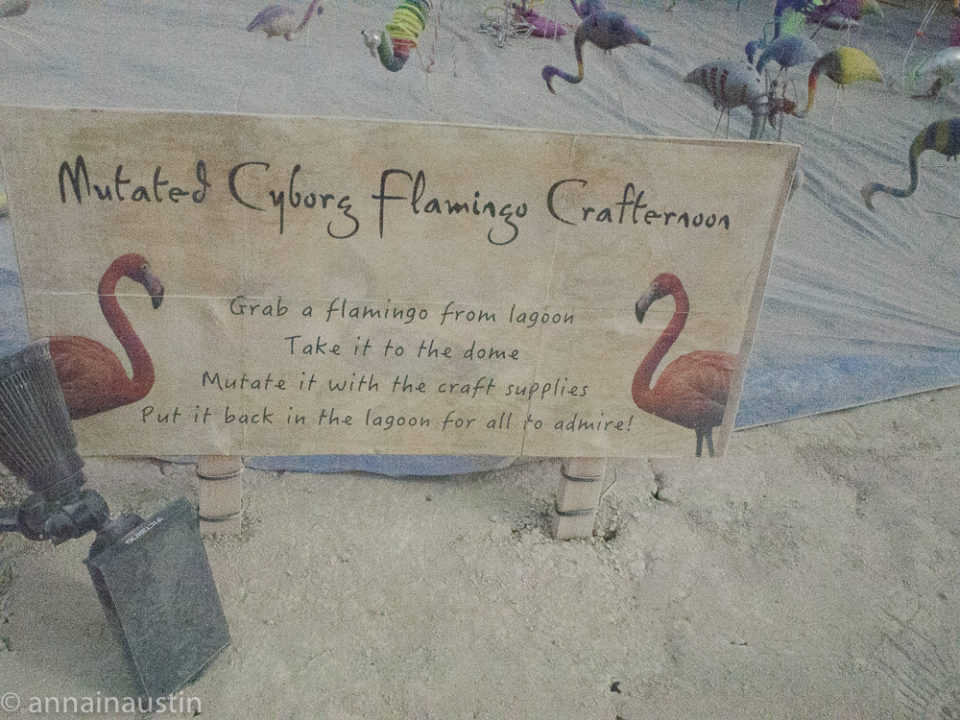 Mutated Cyborg Flamingo Crafternoon
Grab a flamingo from lagoon
Take it to the dome
Mutate it with the craft supplies
Put it back in the lagoon for all to admire!
© annainaustin